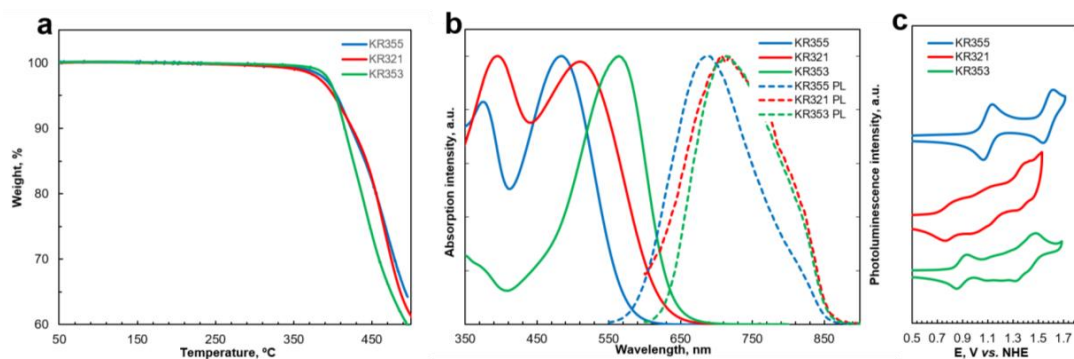 a
KR355
KR321
KR353
100
90
80
70
60
50
150
250
350
450
Weight, %
Temperature, ºC
b
KR355
KR321
KR353
KR355 PL
KR321 PL
KR353 PL
Absorption intensity, a.u.
Photoluminescence intensity, a.u.
350
450
550
650
750
850
Wavelength, nm
c
KR355
KR321
KR353
0.5
0.7
0.9
1.1
1.3
1.5
1.7
E, V vs. NHE